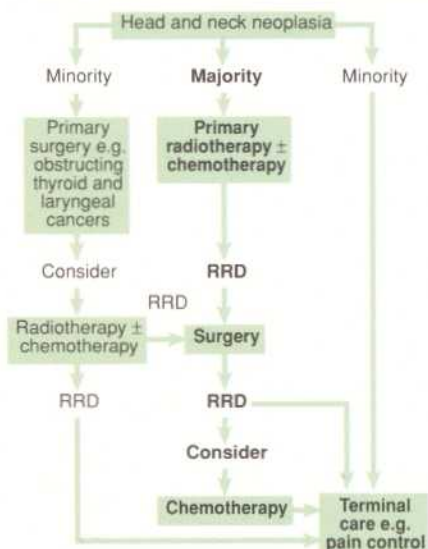 Head and neck neoplasia
Minority
Majority
Minority
Primary
surgery e.g.
obstructing
thyroid and
laryngeal
cancers
Primary
radiotherapy ±
chemotherapy
Consider
RRD
RRD
Radiotherapy ±
chemotherapy
Surgery
RRD
RRD
Consider
Chemotherapy
Terminal
care e.g.
pain control